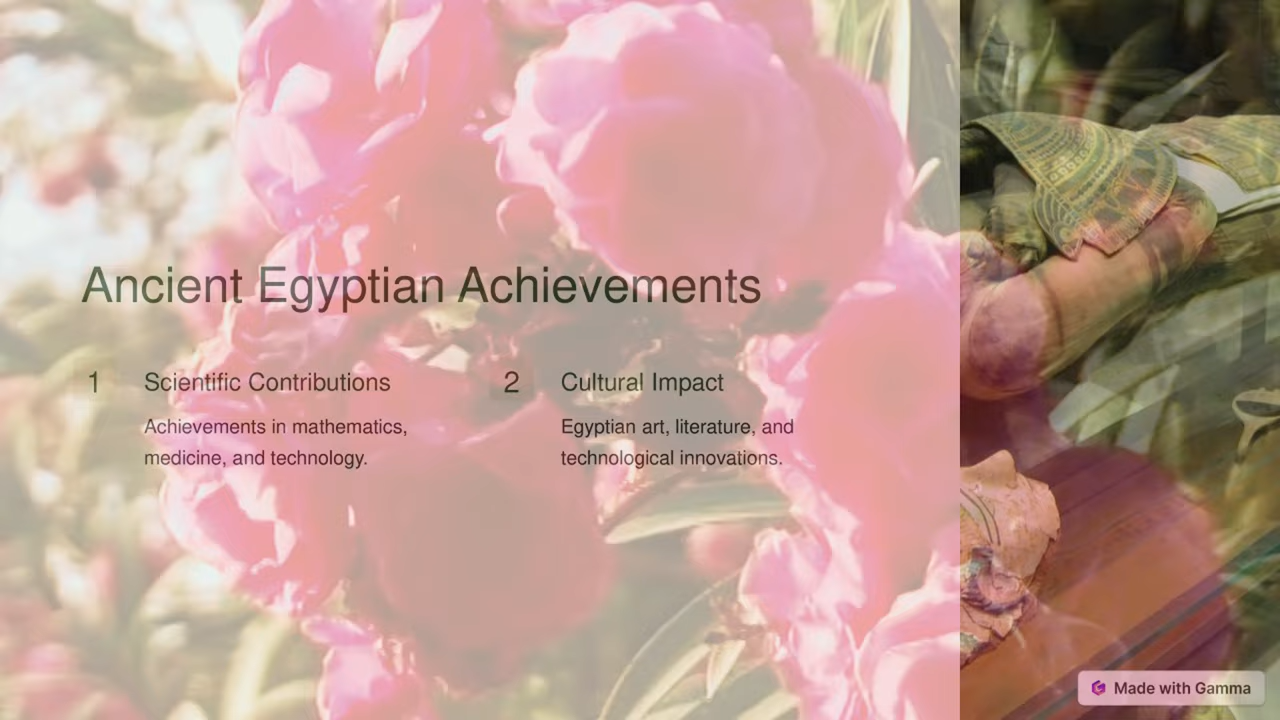 Ancient Egyptian Achievements
1
Scientific Contributions
Achievements in mathematics,
medicine, and technology.
2
Cultural Impact
Egyptian art, literature, and
technological innovations.
Made with Gamma